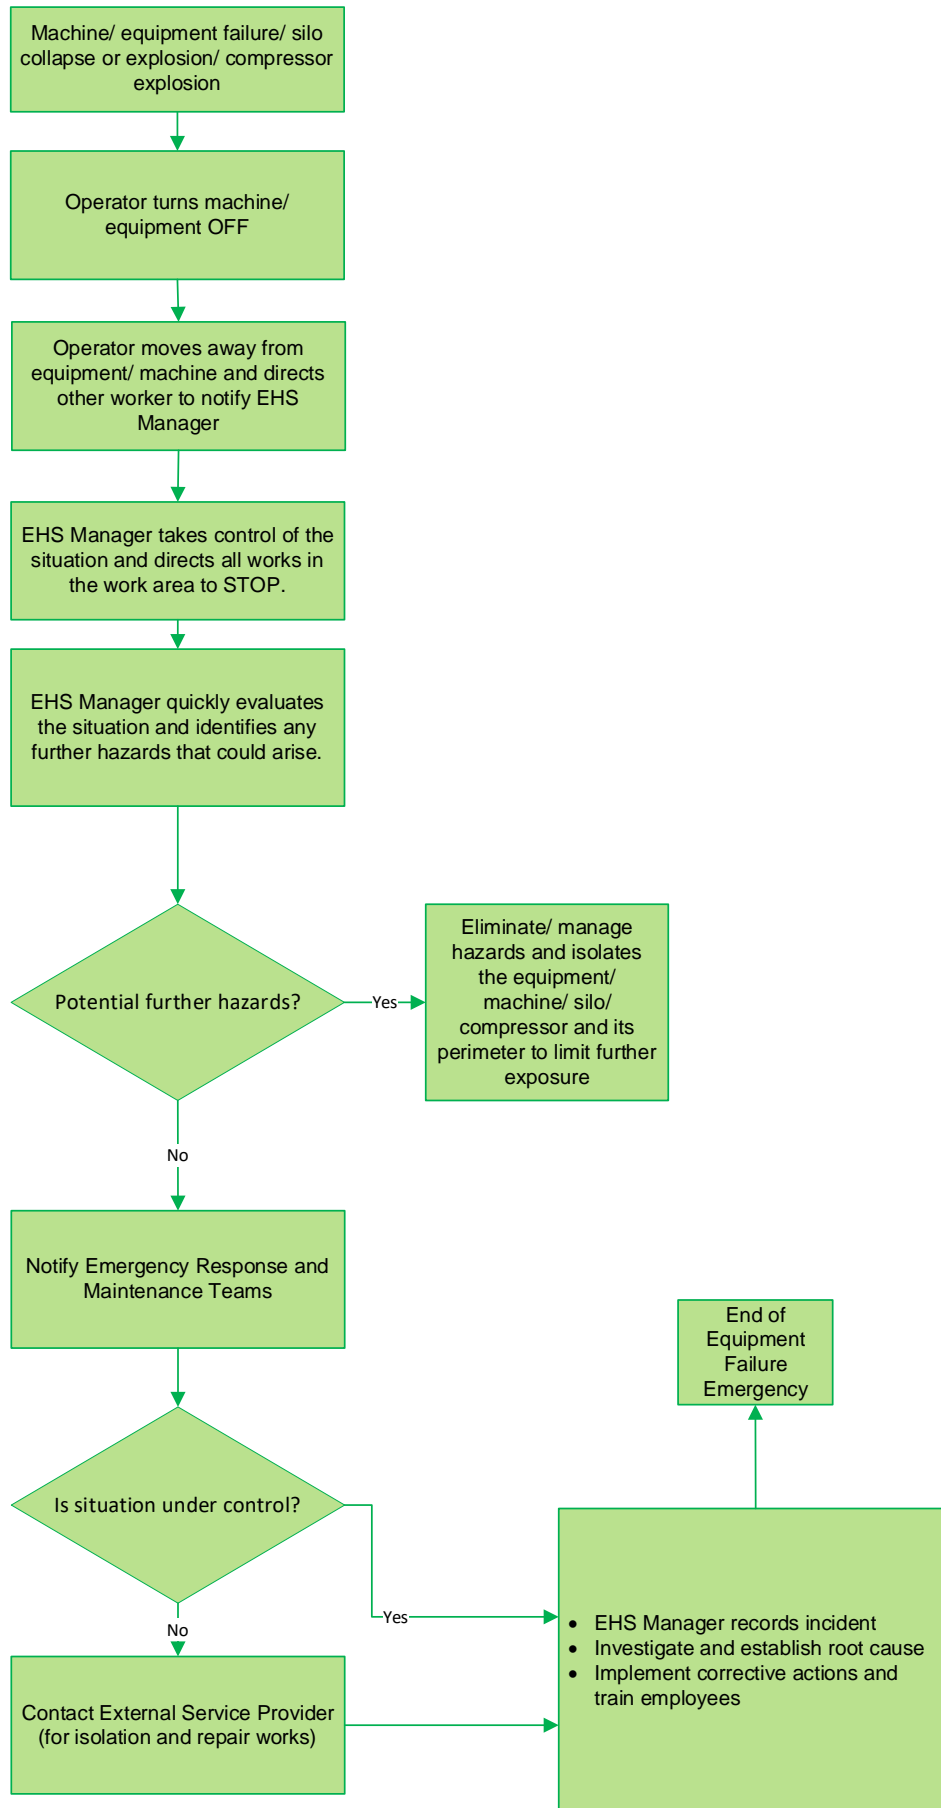 Machine/ equipment failure/ silo
collapse or explosion/ compressor
explosion
Operator turns machine/
equipment OFF
Operator moves away from
equipment/ machine and directs
other worker to notify EHS
Manager
EHS Manager takes control of the
situation and directs all works in
the work area to STOP.
EHS Manager quickly evaluates
the situation and identifies any
further hazards that could arise.
Potential further hazards?
Yes
Eliminate/ manage
hazards and isolates
the equipment/
machine/ silo/
compressor and its
perimeter to limit further
exposure
No
Notify Emergency Response and
Maintenance Teams
Is situation under control?
Yes
No
Contact External Service Provider
(for isolation and repair works)
• EHS Manager records incident
• Investigate and establish root cause
• Implement corrective actions and
train employees
End of
Equipment
Failure
Emergency